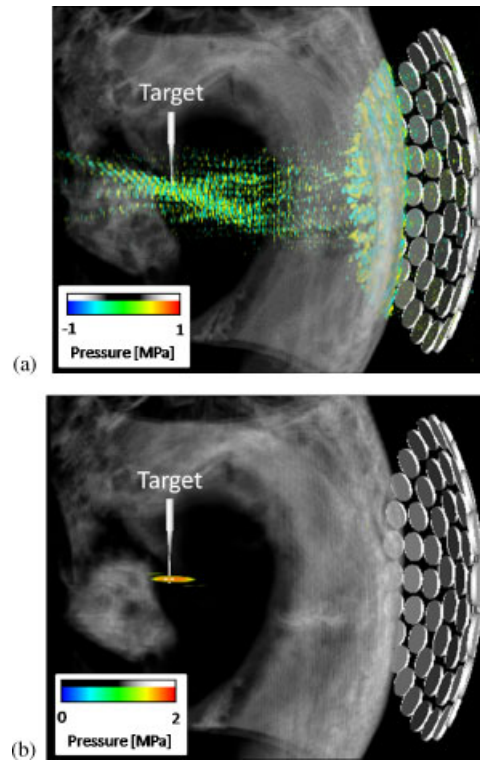 Target
-1 1
Pressure [MPa]
(a)
Target
0 2
Pressure [MPa]
(b)